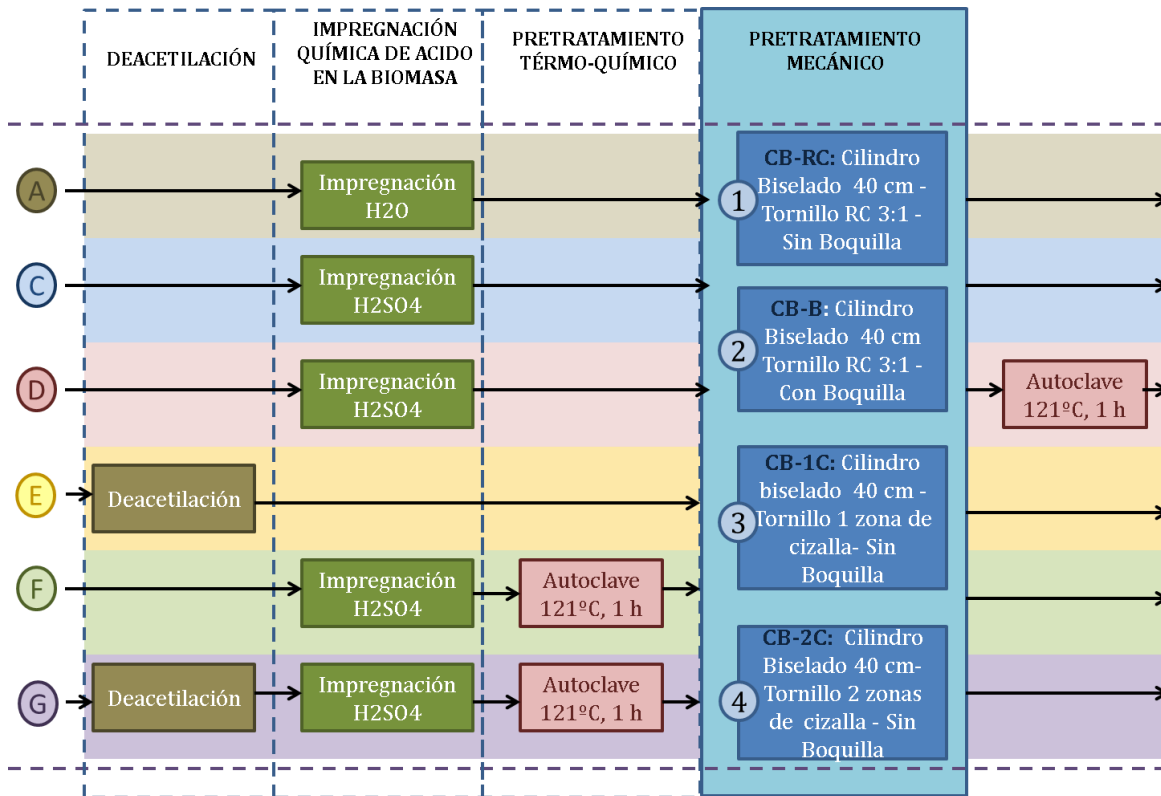 DEACETILACIÓN
IMPREGNACIÓN
QUÍMICA DE ACIDO
EN LA BIOMASA
PRETRATAMIENTO
TÉRMO-QUÍMICO
PRETRATAMIENTO
MECÁNICO
A
Impregnación
H2O
1
CB-RC: Cilindro
Biselado 40 cm -
Tornillo RC 3:1 -
Sin Boquilla
C
Impregnación
H2SO4
2
CB-B: Cilindro
Biselado 40 cm
Tornillo RC 3:1 -
Con Boquilla
D
Impregnación
H2SO4
Autoclave
121ºC, 1 h
E
Deacetilación
3
CB-1C: Cilindro
biselado 40 cm -
Tornillo 1 zona de
cizalla- Sin
Boquilla
F
Impregnación
H2SO4
Autoclave
121ºC, 1 h
G
Deacetilación
Impregnación
H2SO4
Autoclave
121ºC, 1 h
4
CB-2C: Cilindro
Biselado 40 cm-
Tornillo 2 zonas
de cizalla - Sin
Boquilla